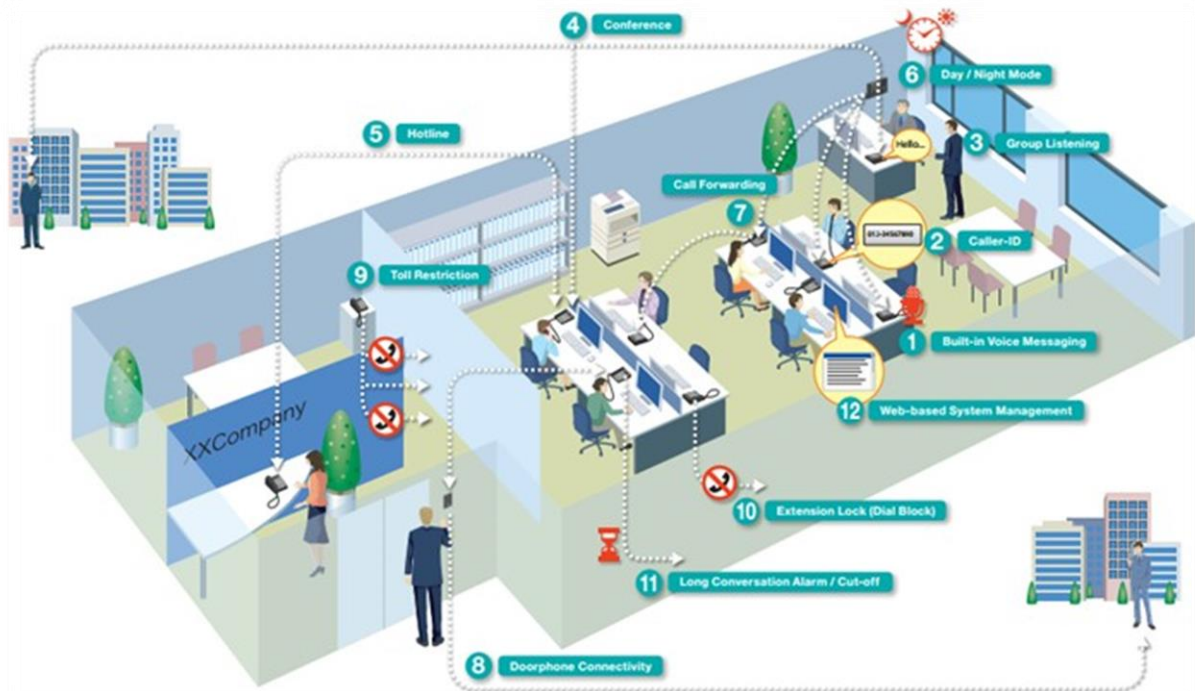 4 Conference
6 Day / Night Mode
5 Hotline
3 Group Listening
Hello...
Call Forwarding
7
2 Caller-ID
9 Toll Restriction
1 Built-in Voice Messaging
12 Web-based System Management
XXCompany
10 Extension Lock (Dial Block)
11 Long Conversation Alarm / Cut-off
8 Doorphone Connectivity